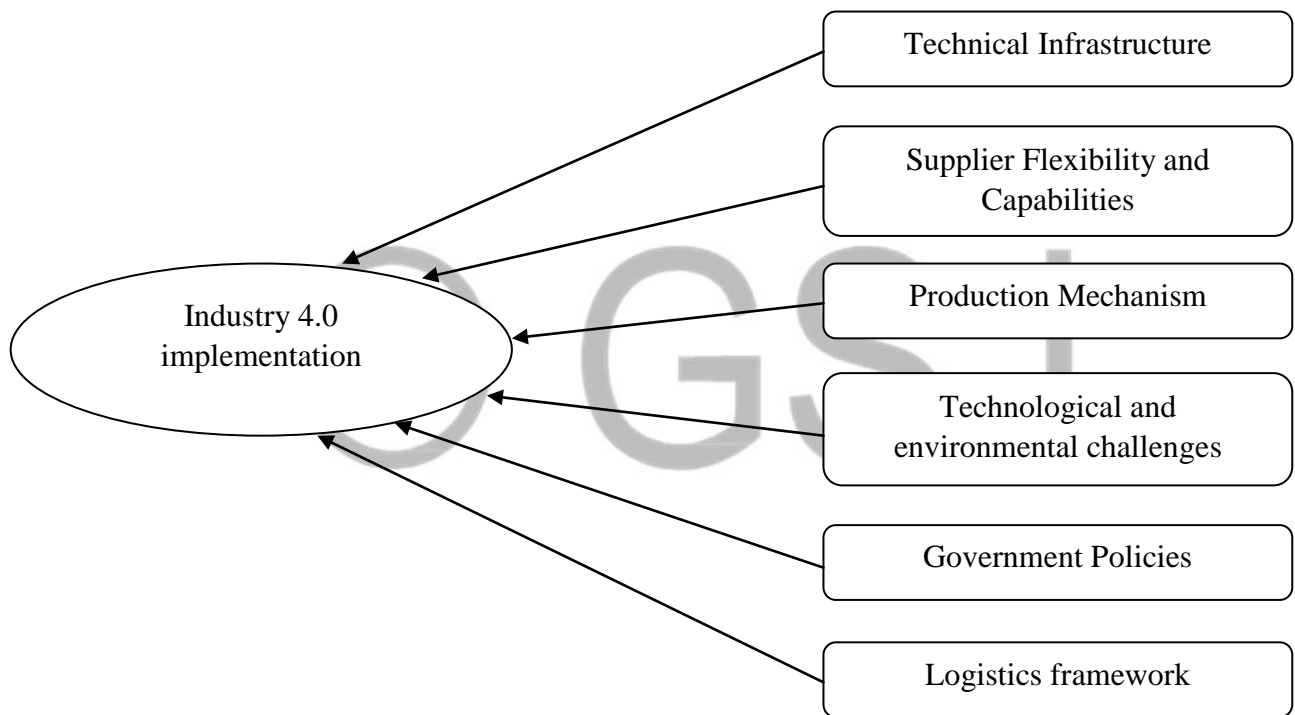 Technical Infrastructure
Supplier Flexibility and
Capabilities
Industry 4.0
implementation
Production Mechanism
Technological and
environmental challenges
Government Policies
Logistics framework